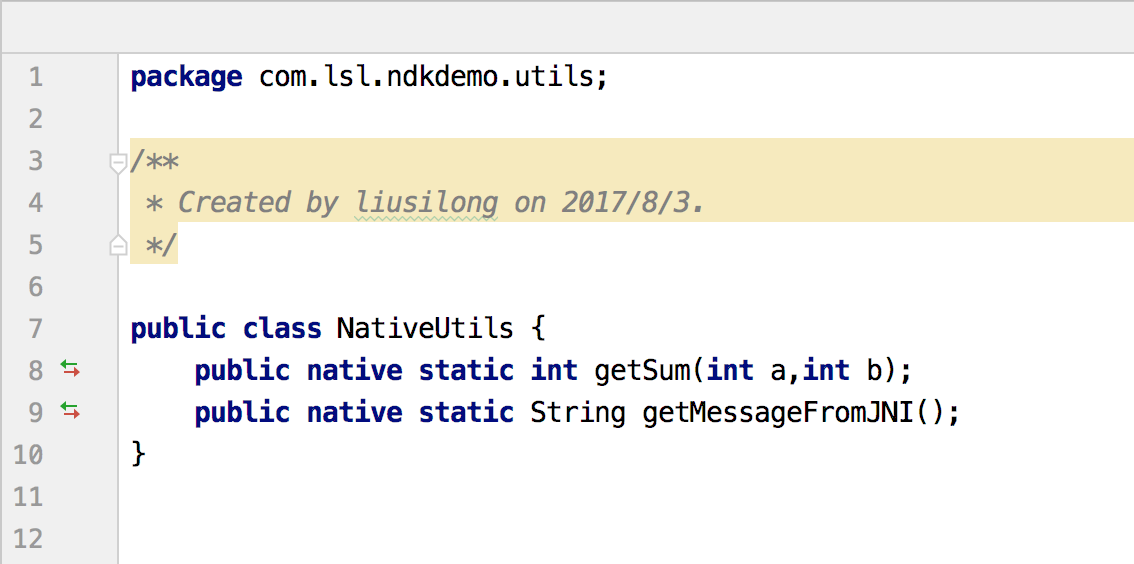 1 package com.lsl.ndkdemo.utils;
2
3 /**
4 * Created by liusilong on 2017/8/3.
5 */
6
7 public class NativeUtils {
8 public native static int getSum(int a,int b);
9 public native static String getMessageFromJNI();
10 }
11
12